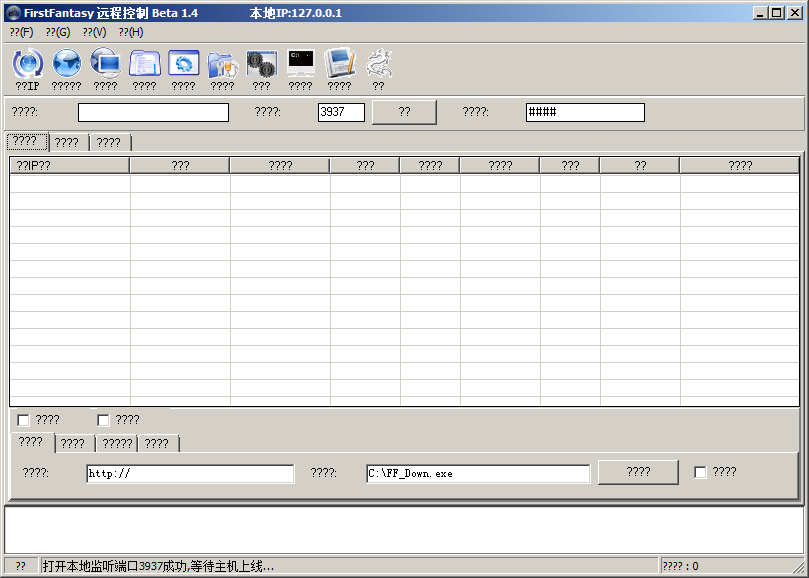 FirstFantasy 远程控制 Beta 1.4 本地IP:127.0.0.1
??(F) ??(G) ??(V) ??(H)
C:\
??IP ????? ???? ???? ???? ???? ??? ???? ???? ??
????: ????: 3937 ?? ????: ####
???? ???? ????
??IP?? ??? ???? ??? ???? ???? ??? ?? ????
???? ????
???? ???? ????? ????
????: http:// ????: C:\FF_Down.exe ???? ????
?? 打开本地监听端口3937成功,等待主机上线... ???? : 0